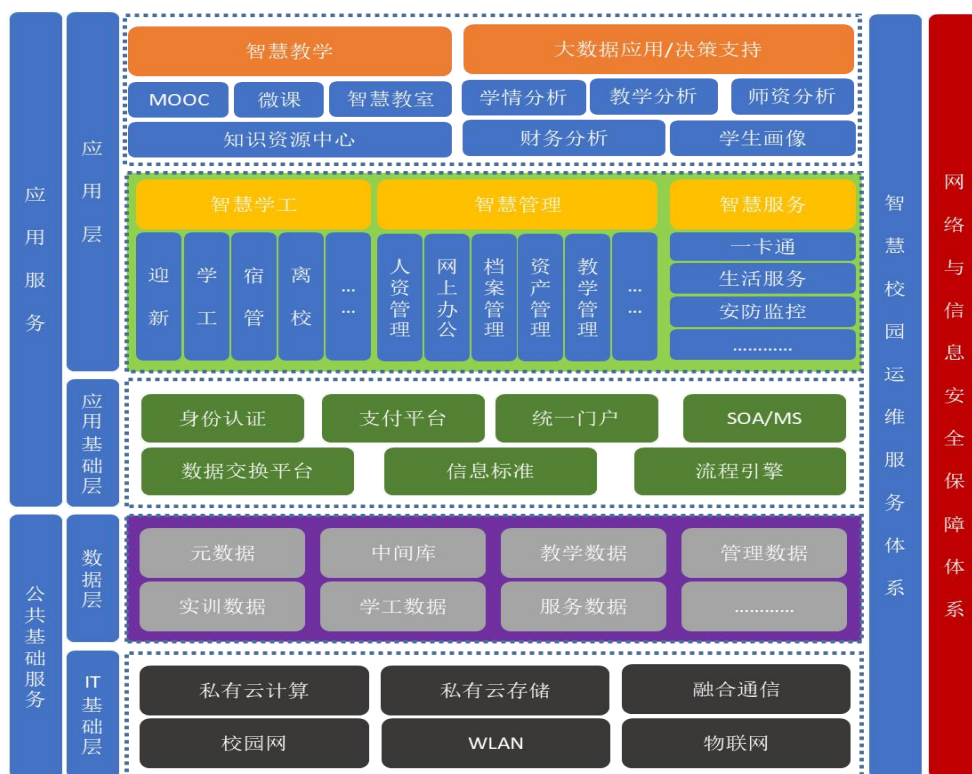 应用服务
应用层
智慧教学
大数据应用/决策支持
MOOC
微课
智慧教室
学情分析
教学分析
师资分析
知识资源中心
财务分析
学生画像
智慧学工
智慧管理
智慧服务
迎新
学工
宿管
离校
......
人资管理
网上办公
档案管理
资产管理
教学管理
......
一卡通
生活服务
安防监控
............
应用基础层
身份认证
支付平台
统一门户
SOA/MS
数据交换平台
信息标准
流程引擎
公共基础服务
数据层
元数据
中间库
教学数据
管理数据
实训数据
学工数据
服务数据
............
IT基础层
私有云计算
私有云存储
融合通信
校园网
WLAN
物联网
智慧校园运维服务体系
网络与信息安全保障体系